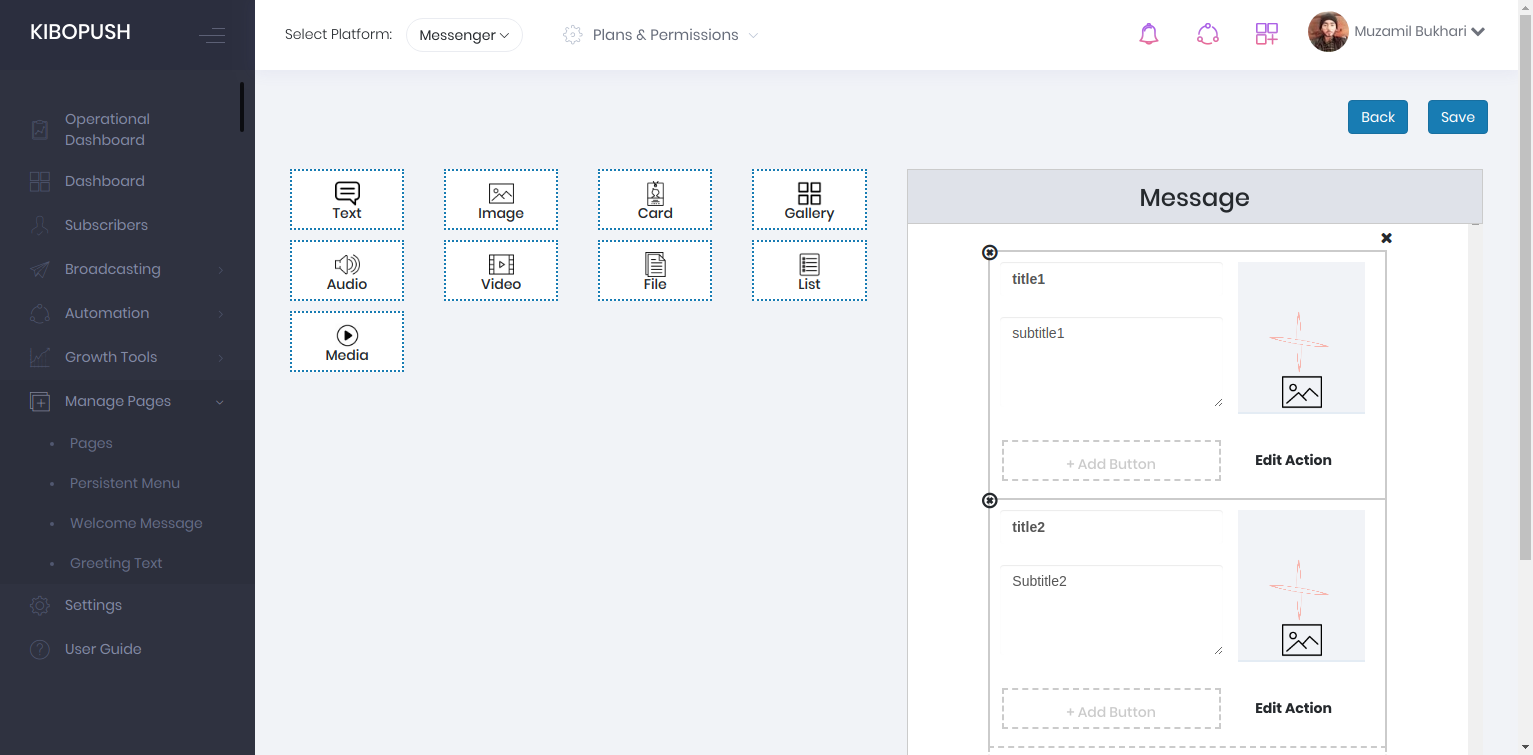 KIBOPUSH
Select Platform: Messenger
Plans & Permissions
Muzamil Bukhari
Operational
Dashboard
Dashboard
Subscribers
Broadcasting
Automation
Growth Tools
Manage Pages
Pages
Persistent Menu
Welcome Message
Greeting Text
Settings
User Guide
Back Save
Text Image Card Gallery
Audio Video File List
Media
Message
title1
subtitle1
+ Add Button Edit Action
title2
Subtitle2
+ Add Button Edit Action